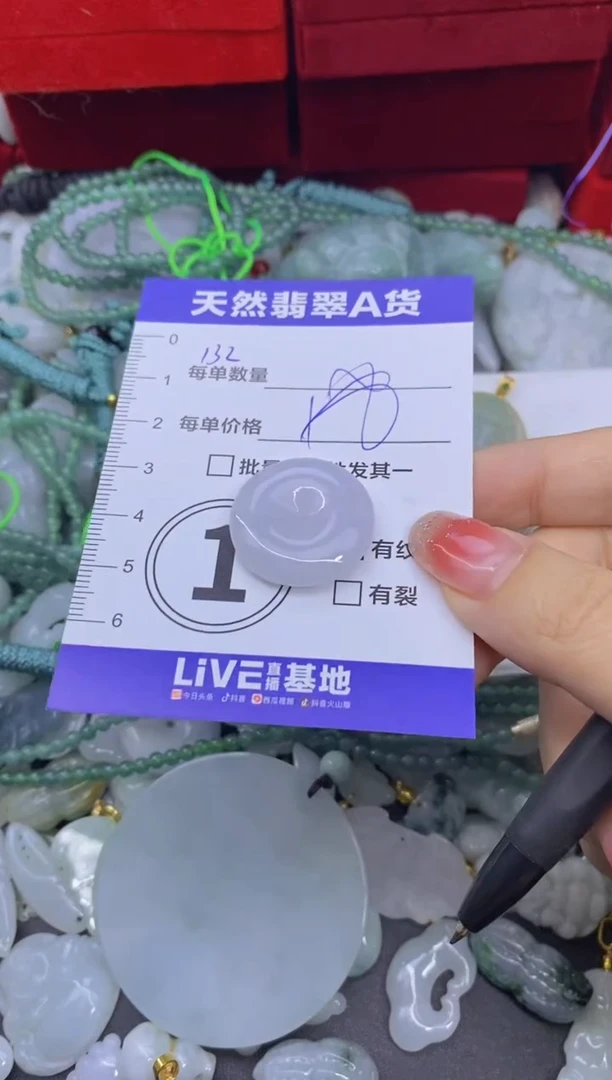 天然翡翠A货
0
132
每单数量
1
每单价格
2
批
发其一
3
4
1
有纹
5
有裂
6
LiVE直播基地
今日头条 抖音 西瓜视频 抖音火山版